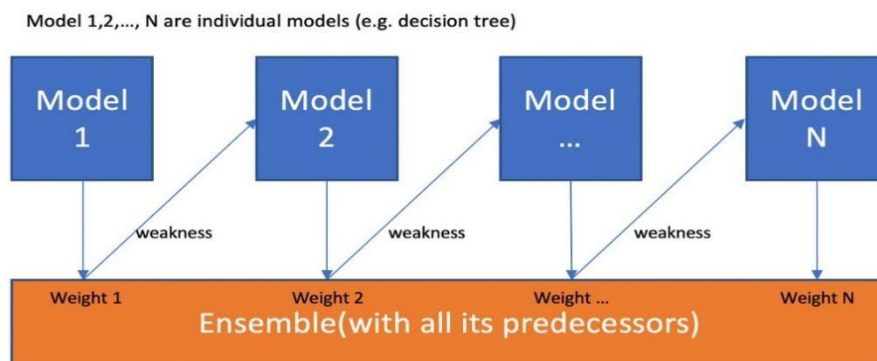 Model 1,2,..., N are individual models (e.g. decision tree)
Model
1
Model
2
Model
...
Model
N
weakness
weakness
weakness
Weight 1
Weight 2
Weight ...
Weight N
Ensemble(with all its predecessors)